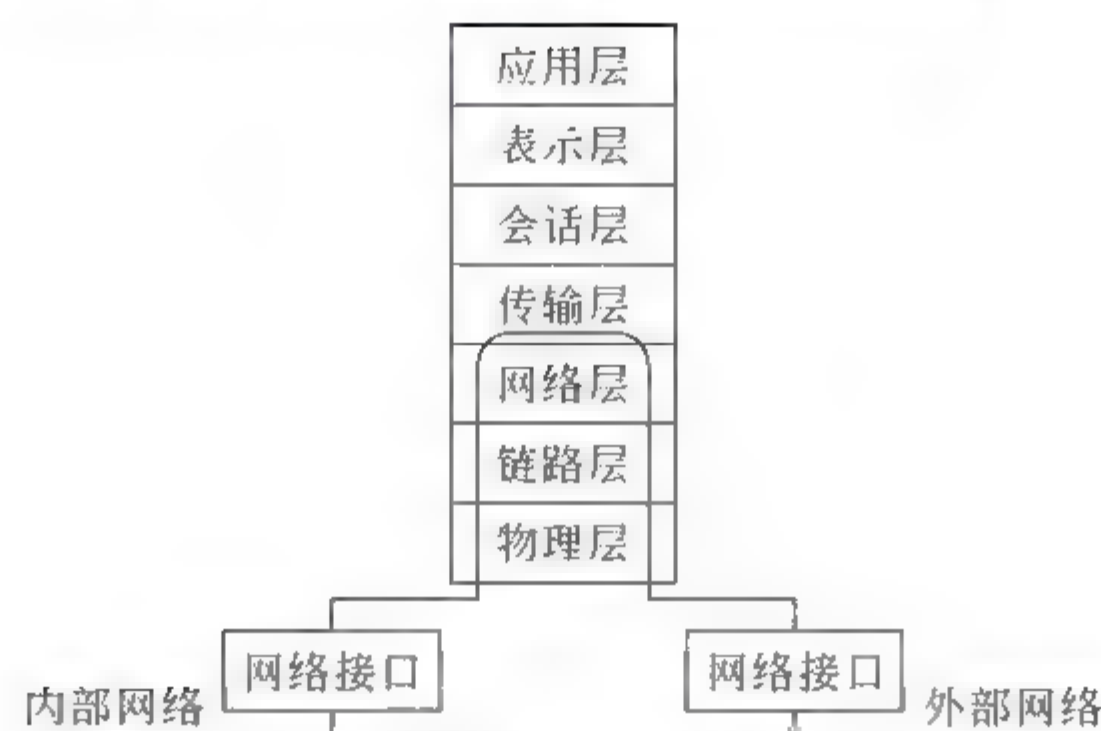 应用层
表示层
会话层
传输层
网络层
链路层
物理层
网络接口
网络接口
内部网络
外部网络